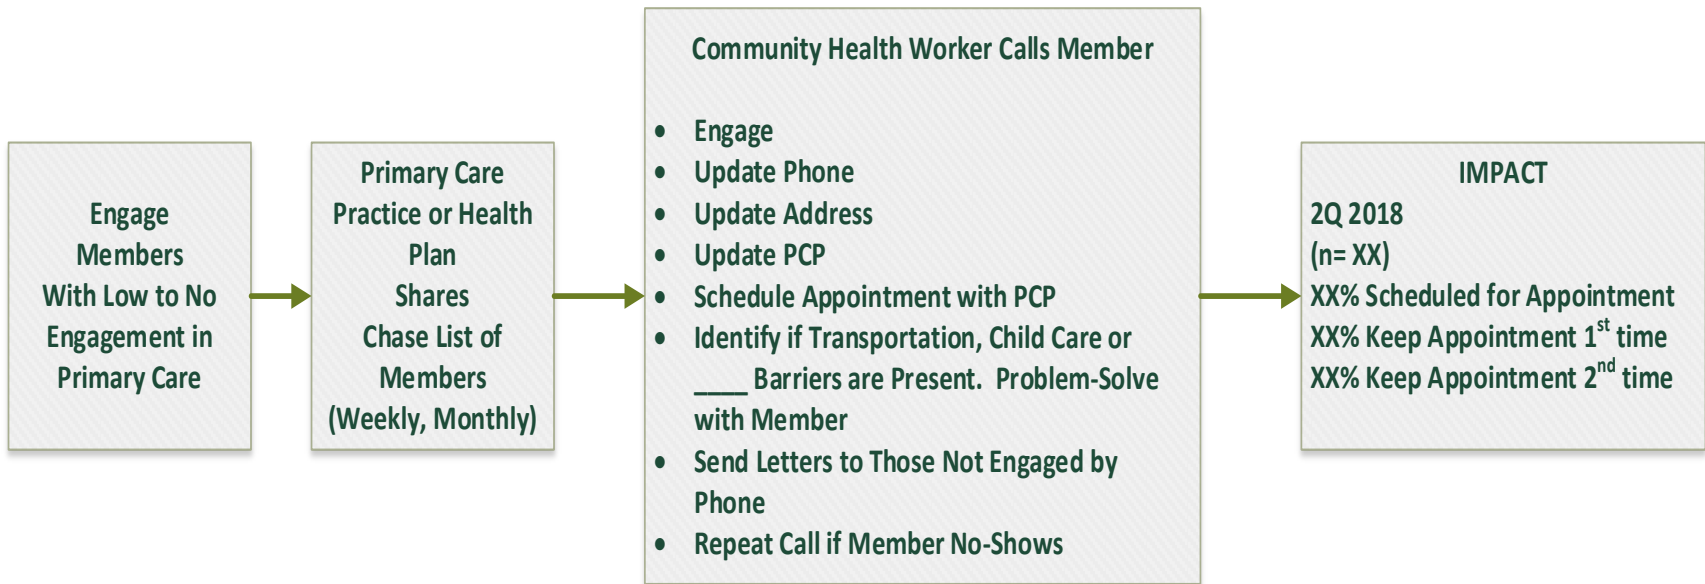 Engage
Members
With Low to No
Engagement in
Primary Care
Primary Care
Practice or Health
Plan
Shares
Chase List of
Members
(Weekly, Monthly)
Community Health Worker Calls Member
• Engage
• Update Phone
• Update Address
• Update PCP
• Schedule Appointment with PCP
• Identify if Transportation, Child Care or
____ Barriers are Present.  Problem-Solve
with Member
• Send Letters to Those Not Engaged by
Phone
• Repeat Call if Member No-Shows
IMPACT
2Q 2018
(n= XX)
XX% Scheduled for Appointment
XX% Keep Appointment 1st time
XX% Keep Appointment 2nd time